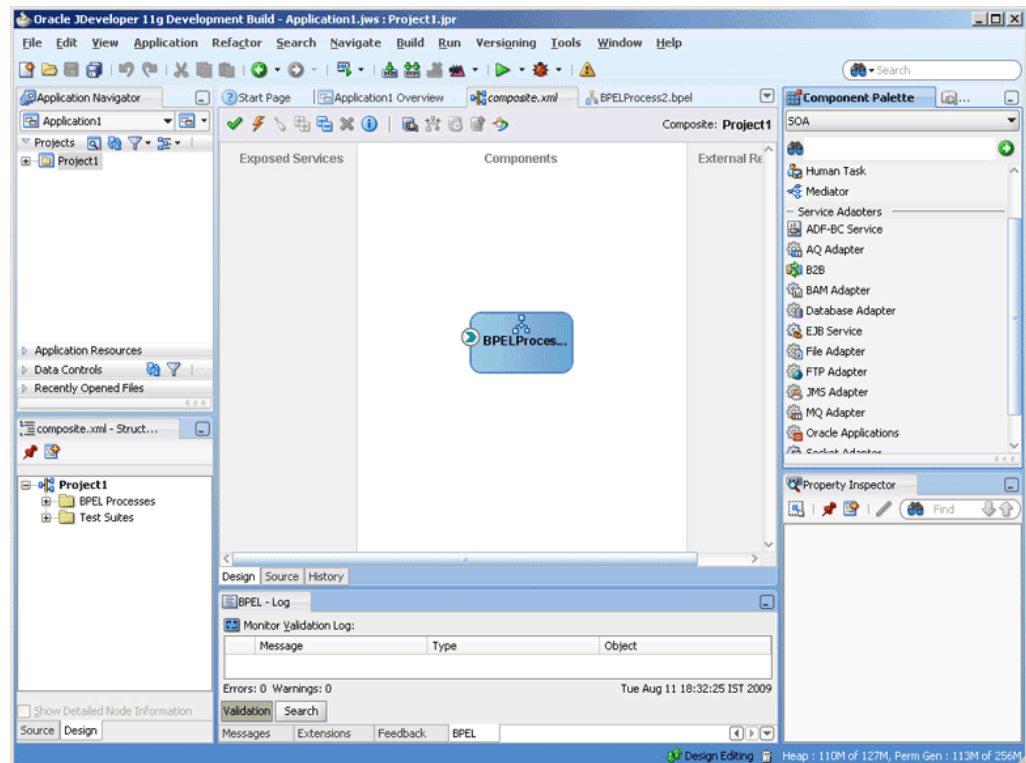 Oracle JDeveloper 11g Development Build - Application1.jws : Project1.jpr
File Edit View Application Refactor Search Navigate Build Run Versioning Tools Window Help
Search
Application Navigator
Application1
Projects
Project1
Application Resources
Data Controls
Recently Opened Files
composite.xml - Struct...
Project1
BPEL Processes
Test Suites
Show Detailed Node Information
Source Design
Start Page Application1 Overview composite.xml BPELProcess2.bpel
Composite: Project1
Exposed Services Components External Re
BPELProces...
Design Source History
BPEL - Log
Monitor Validation Log:
Message Type Object
Errors: 0 Warnings: 0 Tue Aug 11 18:32:25 IST 2009
Validation Search
Messages Extensions Feedback BPEL
Component Palette
SOA
Human Task
Mediator
Service Adapters
ADF-BC Service
AQ Adapter
B2B
BAM Adapter
Database Adapter
EJB Service
File Adapter
FTP Adapter
JMS Adapter
MQ Adapter
Oracle Applications
Socket Adapter
Property Inspector
Find
Design Editing Heap : 110M of 127M, Perm Gen : 113M of 256M